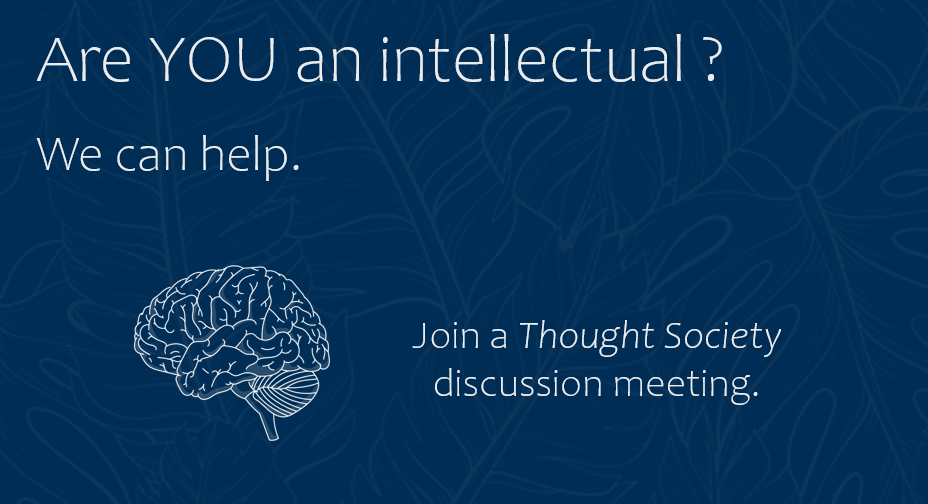 Are YOU an intellectual ?
We can help.
Join a Thought Society
discussion meeting.